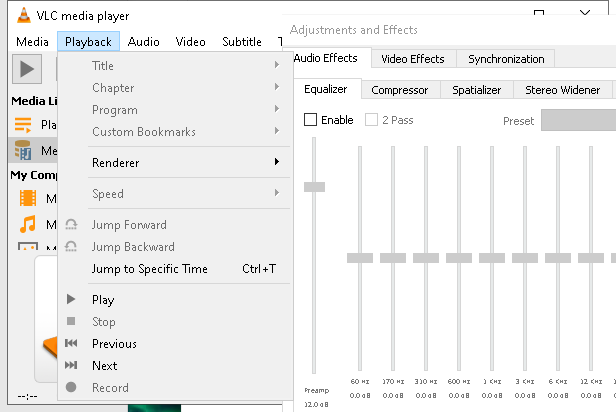 VLC media player
Media Playback Audio Video Subtitle
Title
Chapter
Program
Custom Bookmarks
Renderer
Speed
Jump Forward
Jump Backward
Jump to Specific Time Ctrl+T
Play
Stop
Previous
Next
Record
Media Li
Pla
Me
My Comp
M
M
M
--:--
Adjustments and Effects
Audio Effects Video Effects Synchronization
Equalizer Compressor Spatializer Stereo Widener
Enable 2 Pass Preset
60 Hz 170 Hz 310 Hz 600 Hz 1 KHz 3 KHz 6 KHz 12 KHz
Preamp 0.0 dB 0.0 dB 0.0 dB 0.0 dB 0.0 dB 0.0 dB 0.0 dB 0.0 dB
12.0 dB